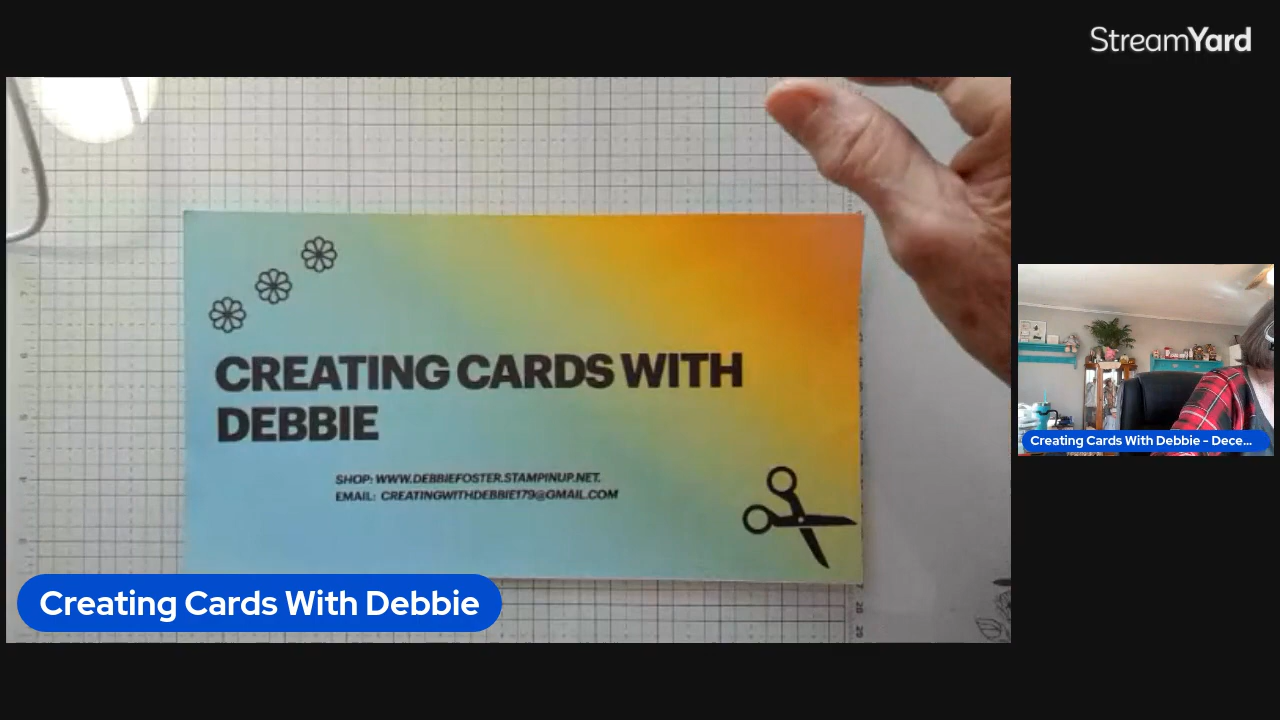 StreamYard
CREATING CARDS WITH
DEBBIE
SHOP: WWW.DEBBIEFOSTER.STAMPINUP.NET.
EMAIL: CREATINGWITHDEBBIE179@GMAIL.COM
Creating Cards With Debbie
Creating Cards With Debbie - Dece...